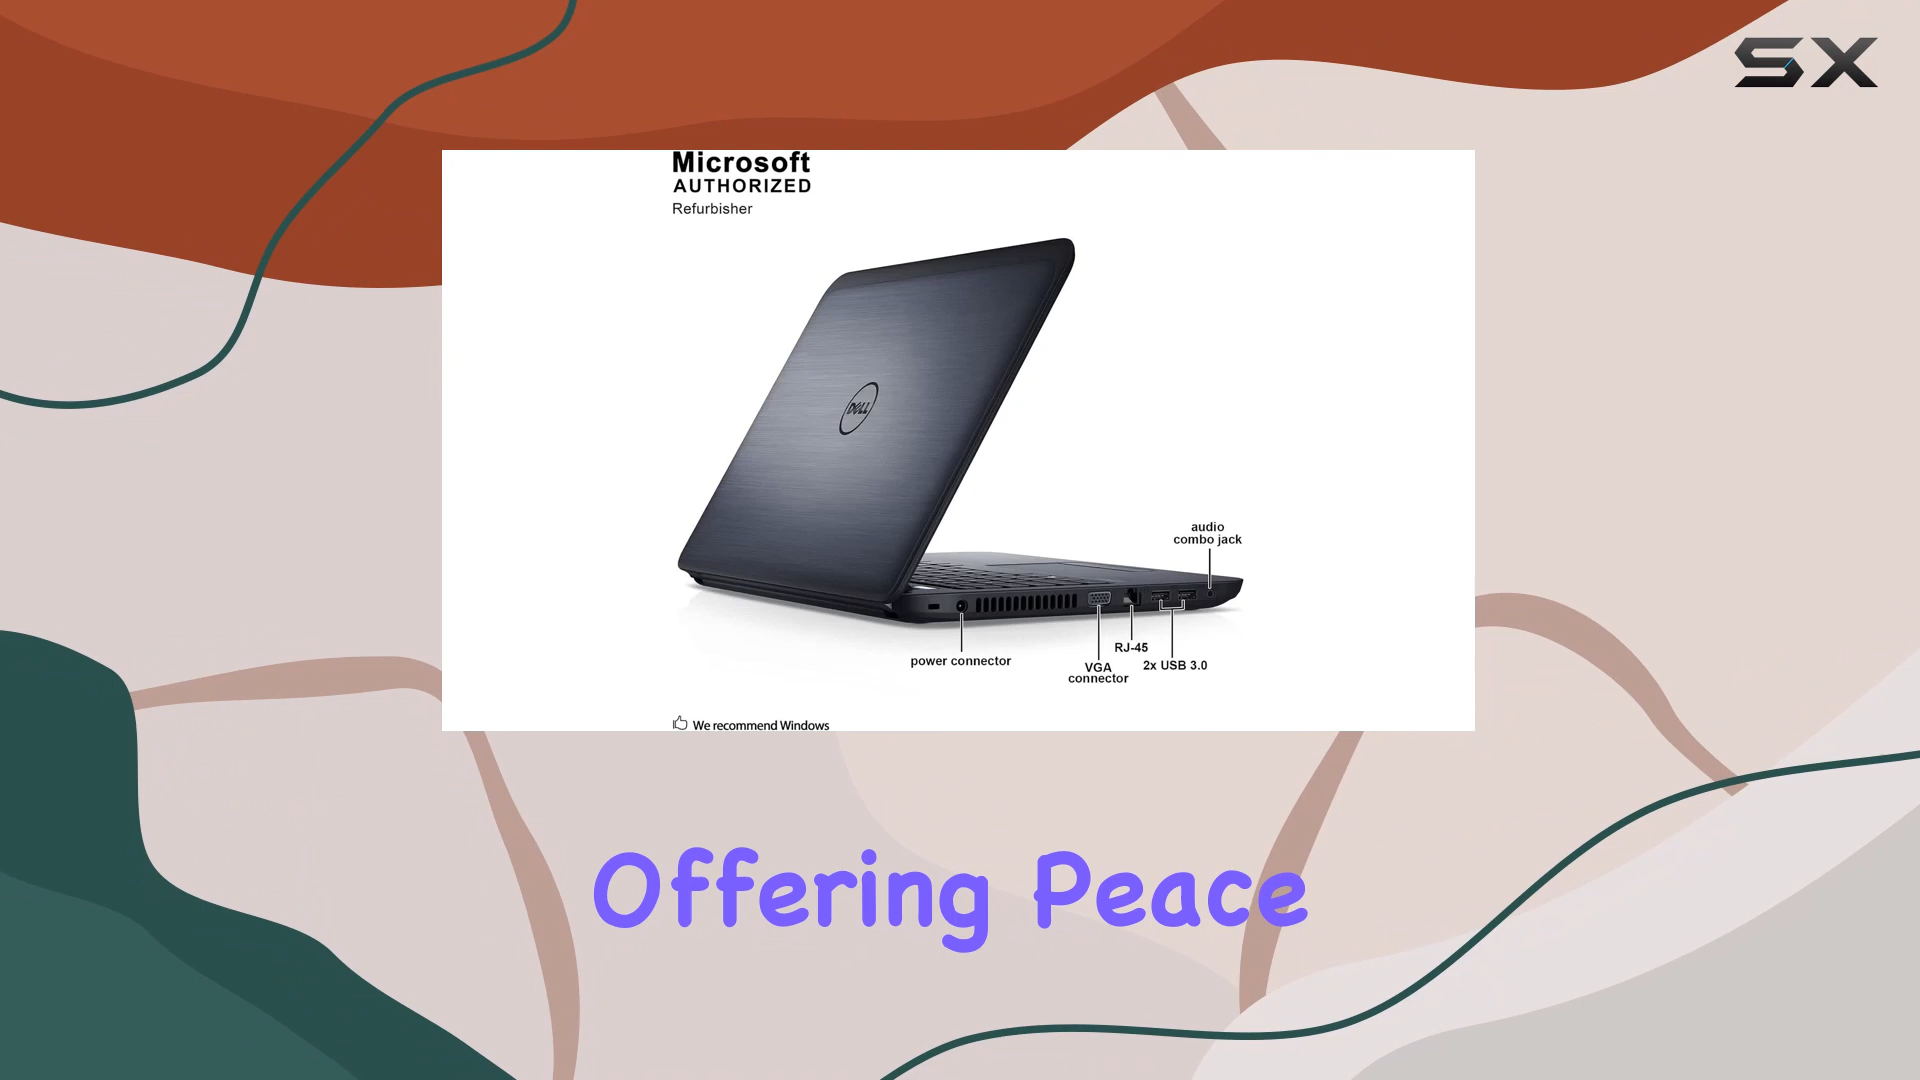 SX
Microsoft
AUTHORIZED
Refurbisher
DELL
audio
combo jack
power connector
VGA
connector
RJ-45
2x USB 3.0
We recommend Windows
Offering Peace